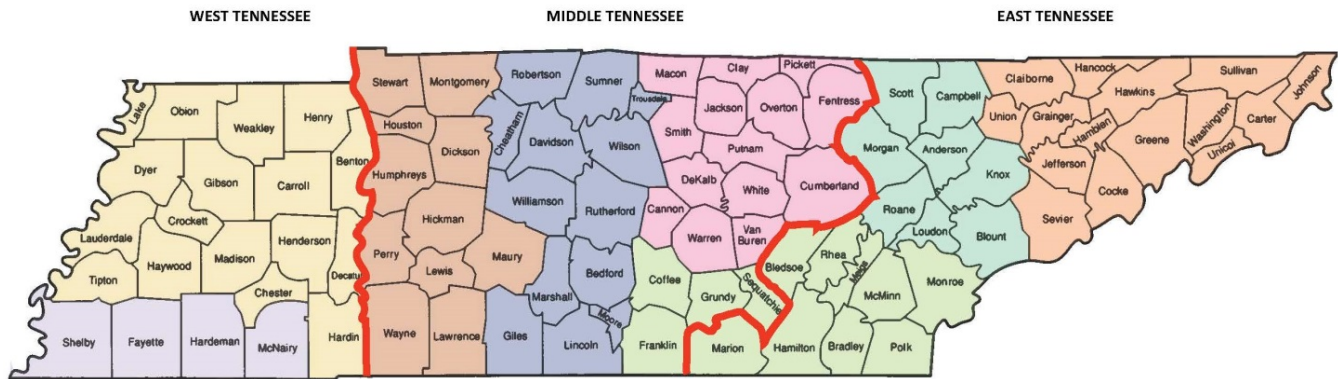 WEST TENNESSEE
MIDDLE TENNESSEE
EAST TENNESSEE
Lake
Obion
Weakley
Henry
Benton
Dyer
Gibson
Carroll
Crockett
Lauderdale
Haywood
Madison
Henderson
Decatur
Tipton
Chester
Shelby
Fayette
Hardeman
McNairy
Hardin
Stewart
Montgomery
Houston
Dickson
Humphreys
Hickman
Perry
Lewis
Maury
Wayne
Lawrence
Robertson
Sumner
Trousdale
Cheatham
Davidson
Wilson
Williamson
Rutherford
Bedford
Marshall
Moore
Giles
Lincoln
Macon
Clay
Pickett
Jackson
Overton
Fentress
Smith
Putnam
DeKalb
White
Cumberland
Cannon
Warren
Van
Buren
Coffee
Grundy
Sequatchie
Franklin
Marion
Bledsoe
Rhea
Meigs
McMinn
Monroe
Hamilton
Bradley
Polk
Scott
Campbell
Morgan
Anderson
Knox
Roane
Loudon
Blount
Claiborne
Hancock
Hawkins
Sullivan
Johnson
Union
Grainger
Hamblen
Greene
Washington
Carter
Unicoi
Jefferson
Cocke
Sevier